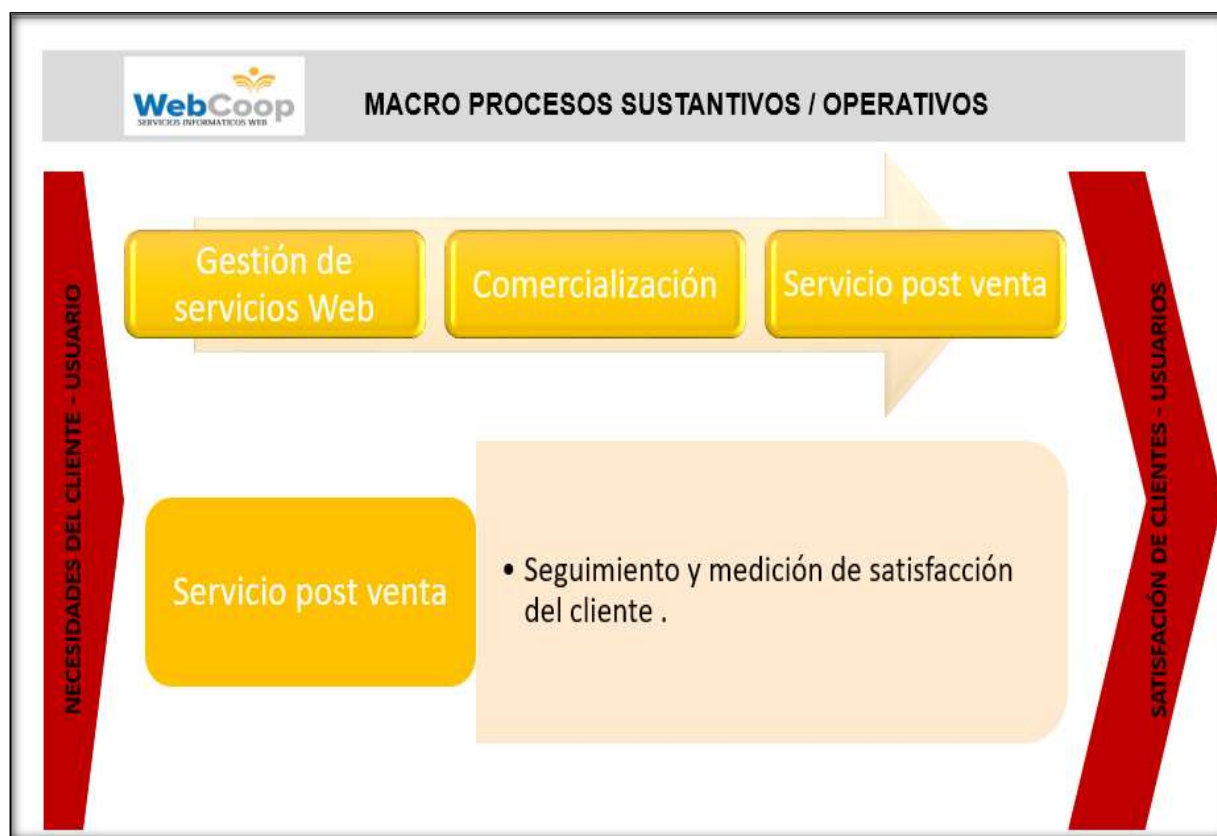 WebCoop
SERVICIOS INFORMATICOS WEB
MACRO PROCESOS SUSTANTIVOS / OPERATIVOS
NECESIDADES DEL CLIENTE - USUARIO
Gestión de
servicios Web
Comercialización
Servicio post venta
Servicio post venta
• Seguimiento y medición de satisfacción
del cliente .
SATISFACIÓN DE CLIENTES - USUARIOS